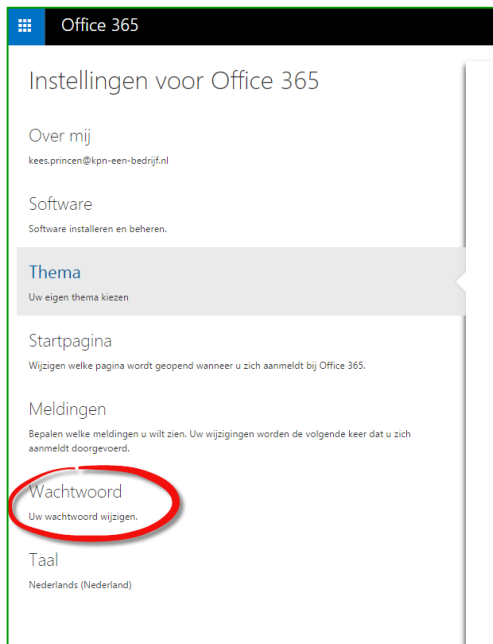 Office 365
Instellingen voor Office 365
Over mij
kees.princen@kpn-een-bedrijf.nl
Software
Software installeren en beheren.
Thema
Uw eigen thema kiezen
Startpagina
Wijzigen welke pagina wordt geopend wanneer u zich aanmeldt bij Office 365.
Meldingen
Bepalen welke meldingen u wilt zien. Uw wijzigingen worden de volgende keer dat u zich
aanmeldt doorgevoerd.
Wachtwoord
Uw wachtwoord wijzigen.
Taal
Nederlands (Nederland)